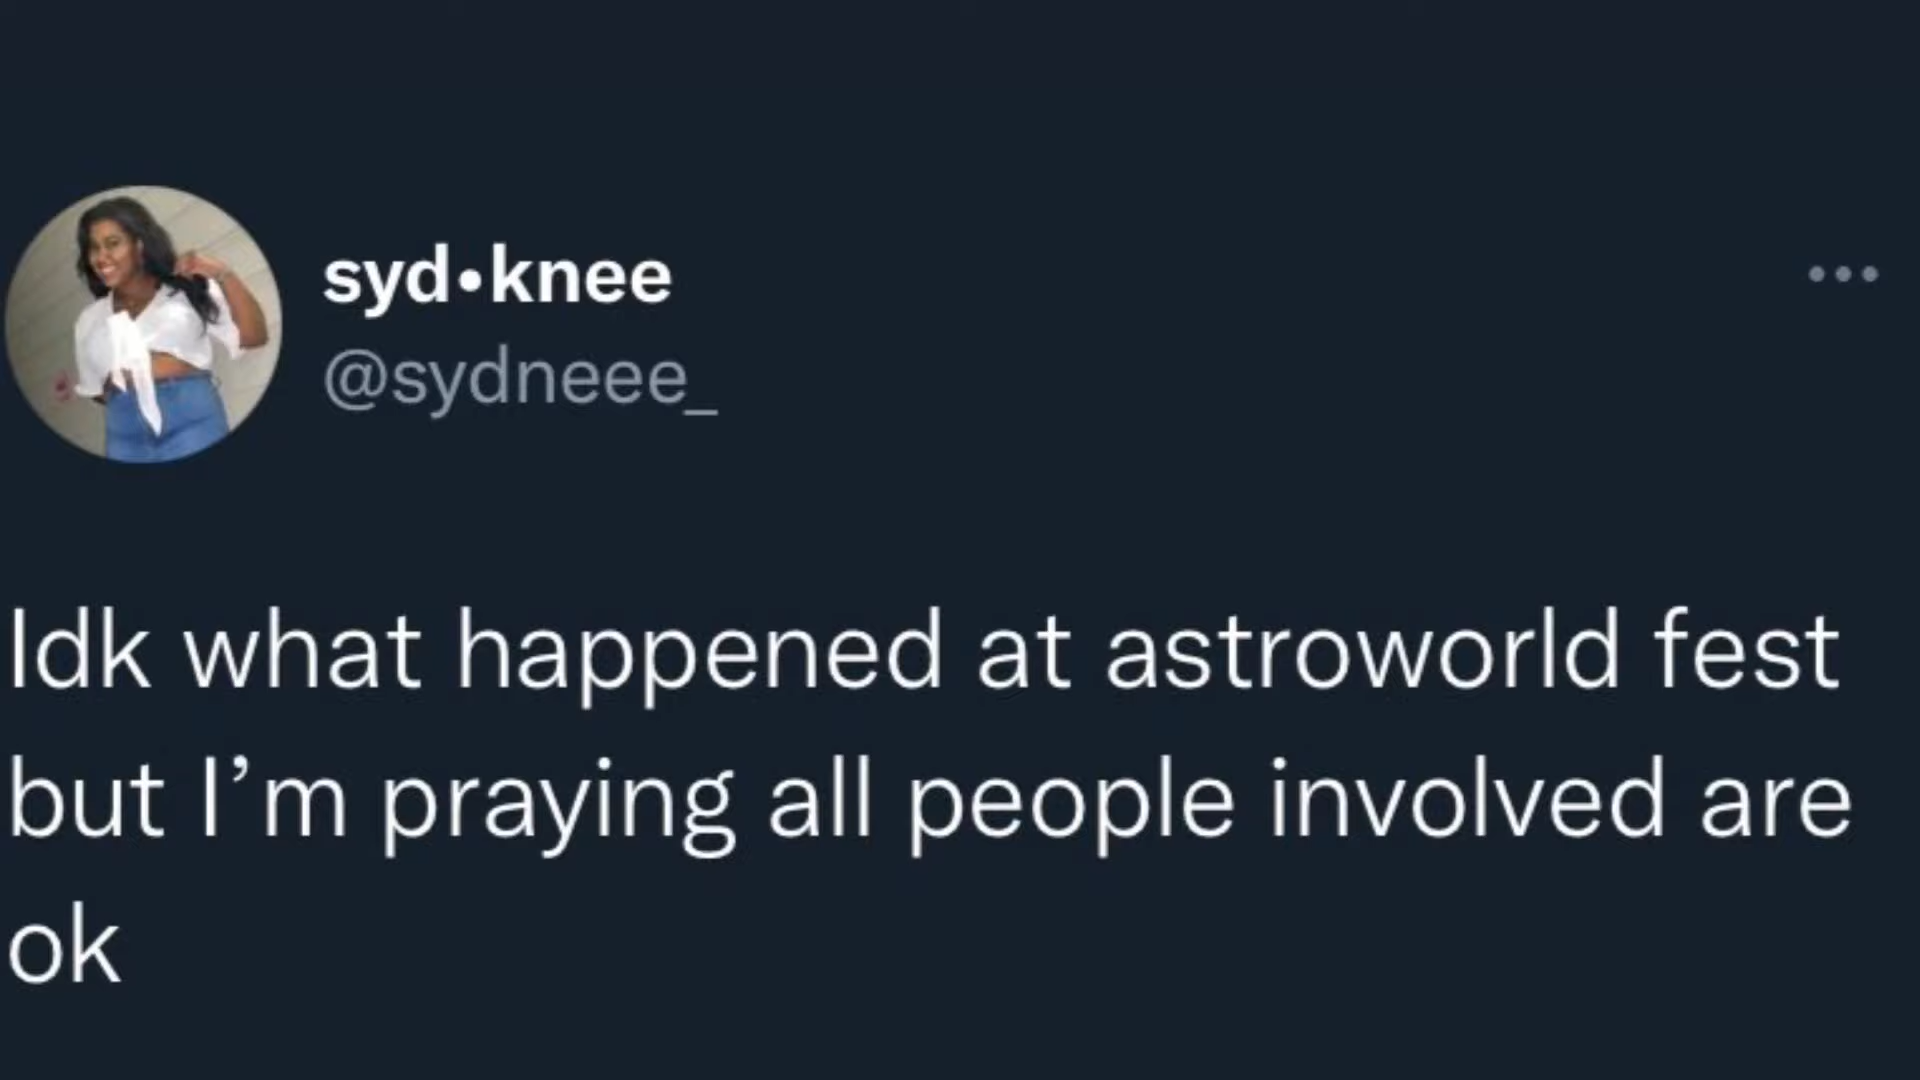 syd•knee
@sydneee_
Idk what happened at astroworld fest
but I’m praying all people involved are
ok